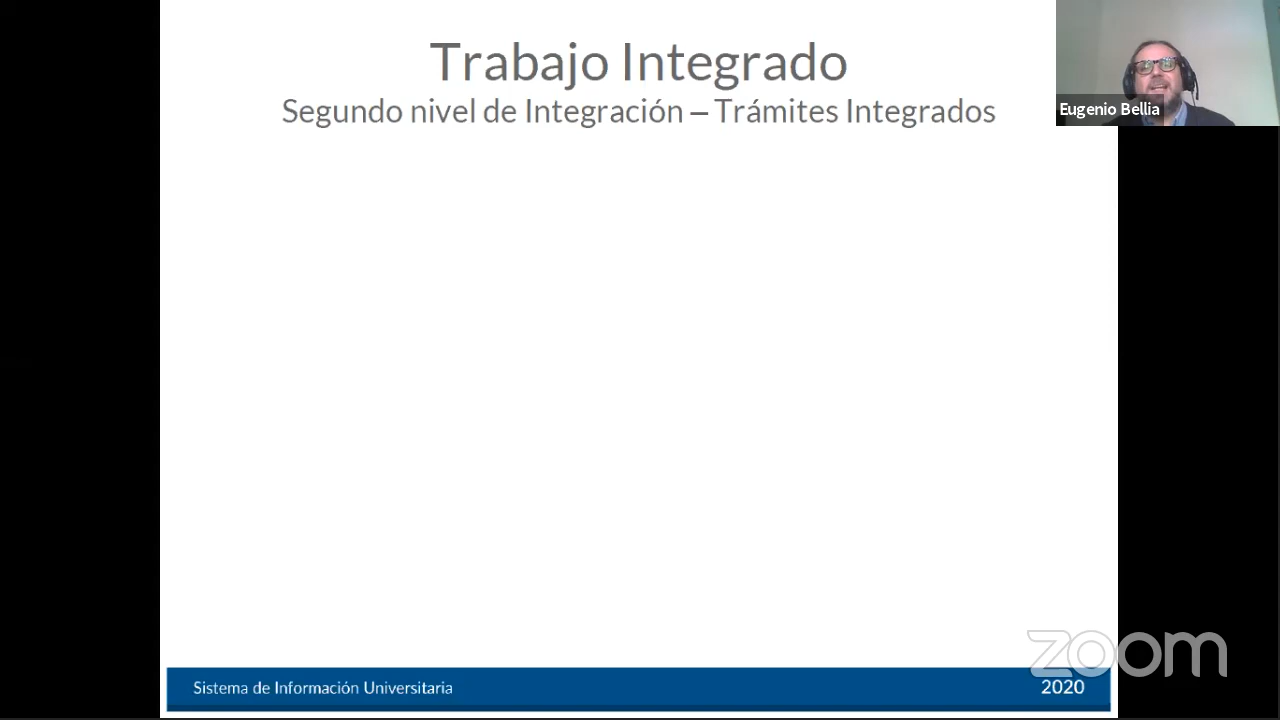 Trabajo Integrado
Segundo nivel de Integración – Trámites Integrados
Eugenio Bellia
zoom
Sistema de Información Universitaria
2020